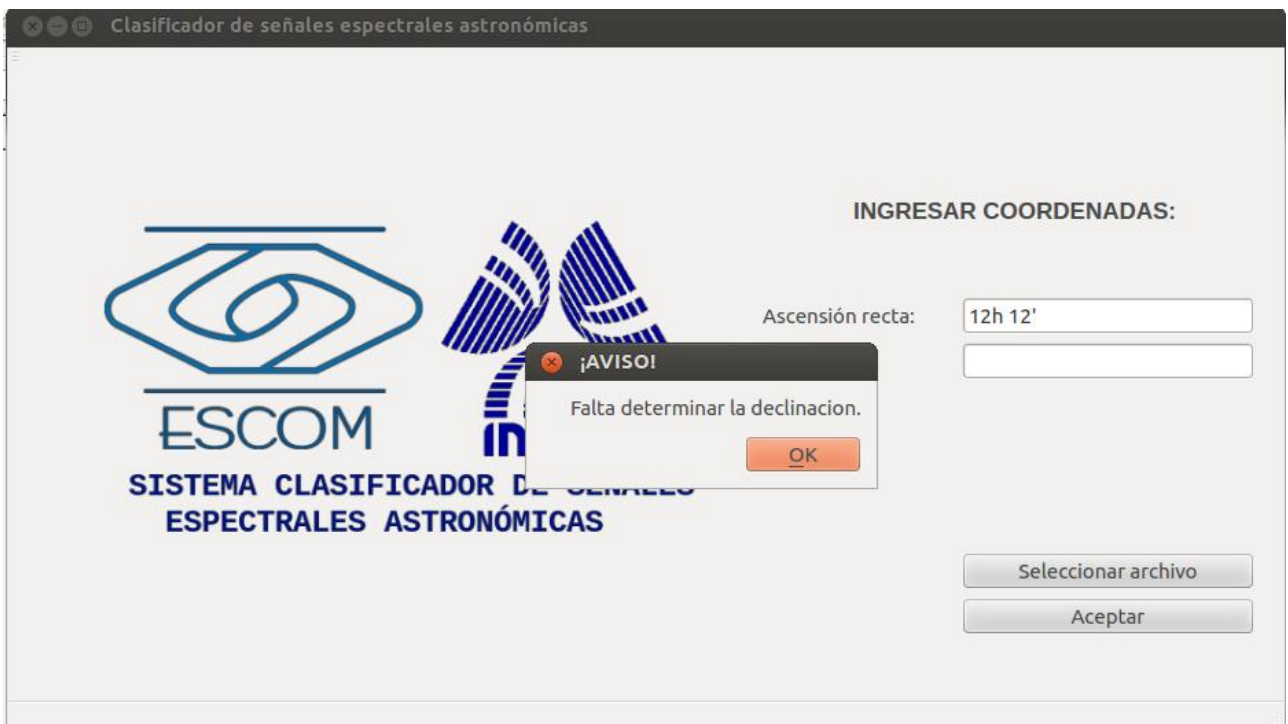 Clasificador de señales espectrales astronómicas
INGRESAR COORDENADAS:
Ascensión recta:
12h 12'
¡AVISO!
Falta determinar la declinacion.
OK
ESCOM
SISTEMA CLASIFICADOR DE SEÑALES
ESPECTRALES ASTRONÓMICAS
Seleccionar archivo
Aceptar